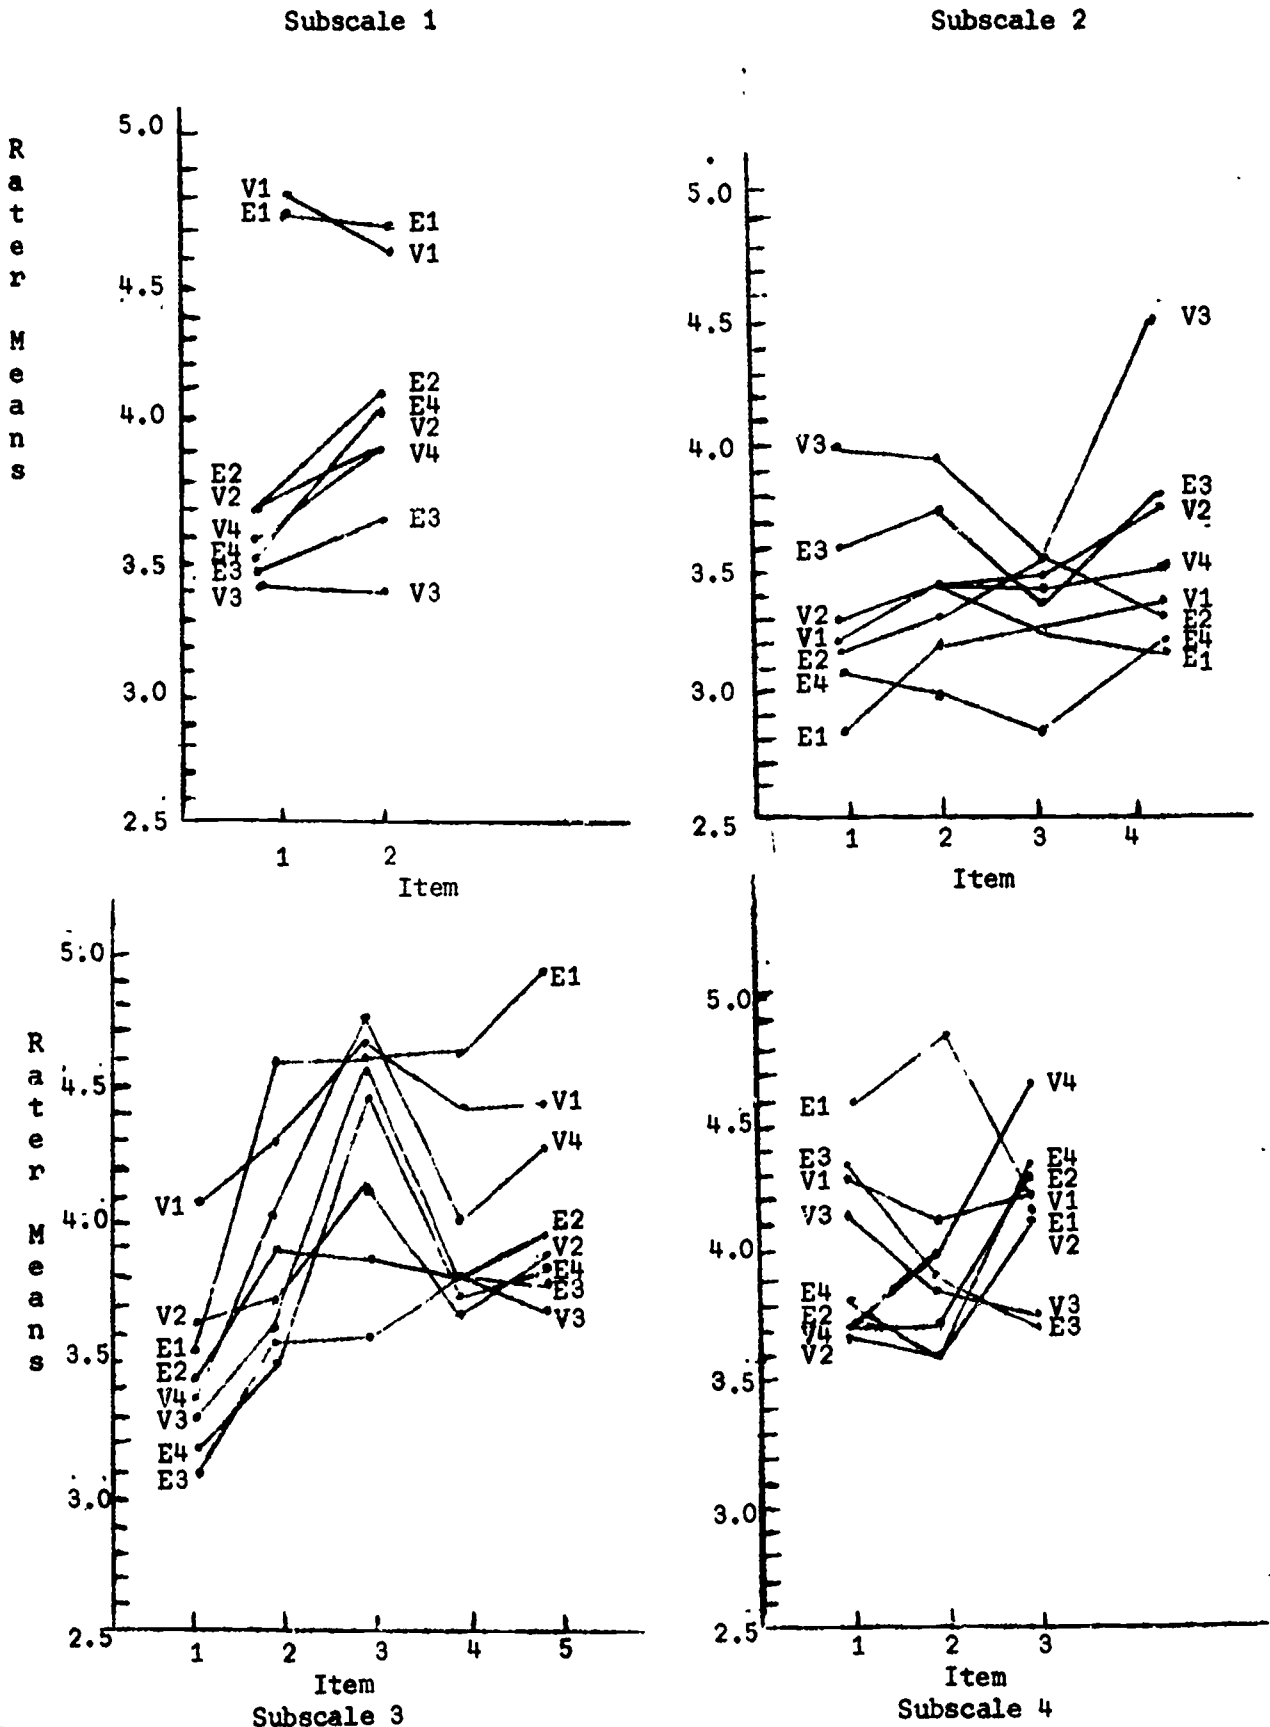 Subscale 1
Rater Means
5.0
4.5
4.0
3.5
3.0
2.5
V1
E1
E2
V2
V4
E4
E3
V3
E1
V1
E2
E4
V2
V4
E3
V3
1 2
Item
Subscale 2
5.0
4.5
4.0
3.5
3.0
2.5
V3
E3
V2
V1
E2
E4
E1
V3
E3
V2
V4
V1
E2
E4
E1
1 2 3 4
Item
Rater Means
5.0
4.5
4.0
3.5
3.0
2.5
V1
V2
E1
E2
V4
V3
E4
E3
E1
V1
V4
E2
V2
E4
E3
V3
1 2 3 4 5
Item
Subscale 3
5.0
4.5
4.0
3.5
3.0
2.5
E1
E3
V1
V3
E4
E2
V4
V2
V4
E4
E2
V1
E1
V2
V3
E3
1 2 3
Item
Subscale 4